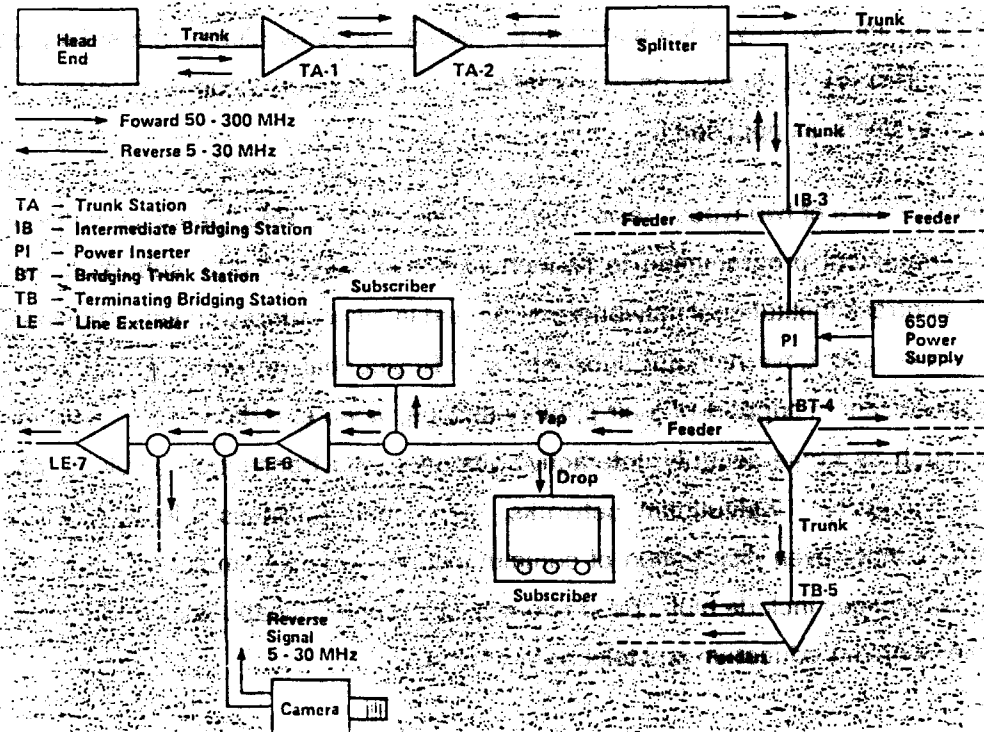 Head
End
Trunk
TA-1
TA-2
Splitter
Trunk
Foward 50 - 300 MHz
Reverse 5 - 30 MHz
Trunk
TA – Trunk Station
IB – Intermediate Bridging Station
PI – Power Inserter
BT – Bridging Trunk Station
TB – Terminating Bridging Station
LE – Line Extender
IB-3
Feeder
Feeder
Subscriber
PI
6509
Power
Supply
BT-4
Tap
Feeder
LE-7
LE-6
Drop
Subscriber
Trunk
TB-5
Feeders
Reverse
Signal
5 - 30 MHz
Camera